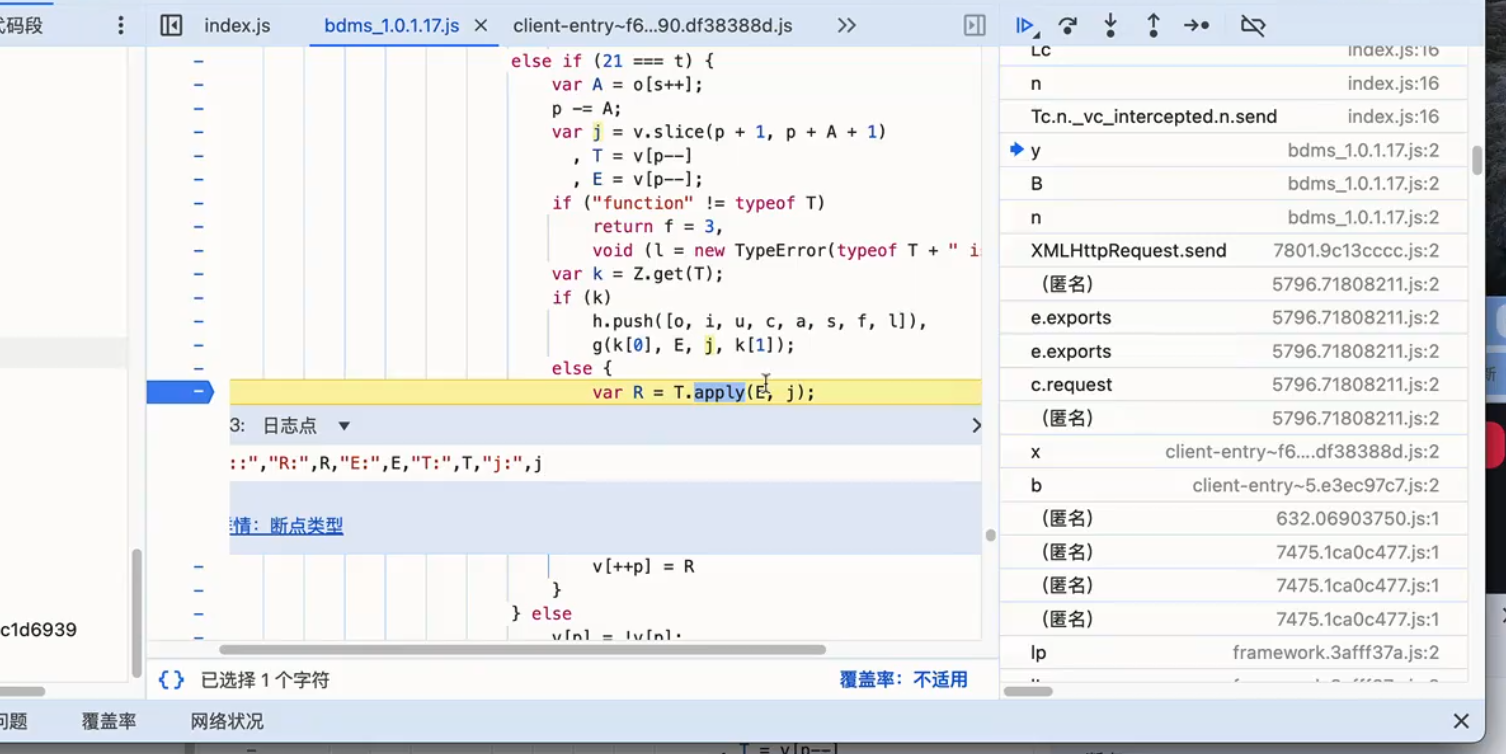 代码段
index.js
bdms_1.0.1.17.js
client-entry~f6...90.df38388d.js
else if (21 === t) {
var A = o[s++];
p -= A;
var j = v.slice(p + 1, p + A + 1)
, T = v[p--]
, E = v[p--];
if ("function" != typeof T)
return f = 3,
void (l = new TypeError(typeof T + " i
var k = Z.get(T);
if (k)
h.push([o, i, u, c, a, s, f, l]),
g(k[0], E, j, k[1]);
else {
var R = T.apply(E, j);
3: 日志点
::","R:",R,"E:",E,"T:",T,"j:",j
详情：断点类型
v[++p] = R
}
} else
v[p] = !v[p];
c1d6939
{} 已选择 1 个字符
覆盖率：不适用
Lc index.js:16
n index.js:16
Tc.n._vc_intercepted.n.send index.js:16
y bdms_1.0.1.17.js:2
B bdms_1.0.1.17.js:2
n bdms_1.0.1.17.js:2
XMLHttpRequest.send 7801.9c13cccc.js:2
（匿名） 5796.71808211.js:2
e.exports 5796.71808211.js:2
e.exports 5796.71808211.js:2
c.request 5796.71808211.js:2
（匿名） 5796.71808211.js:2
x client-entry~f6....df38388d.js:2
b client-entry~5.e3ec97c7.js:2
（匿名） 632.06903750.js:1
（匿名） 7475.1ca0c477.js:1
（匿名） 7475.1ca0c477.js:1
（匿名） 7475.1ca0c477.js:1
lp framework.3afff37a.js:2
问题
覆盖率
网络状况
T = v[p--]
新